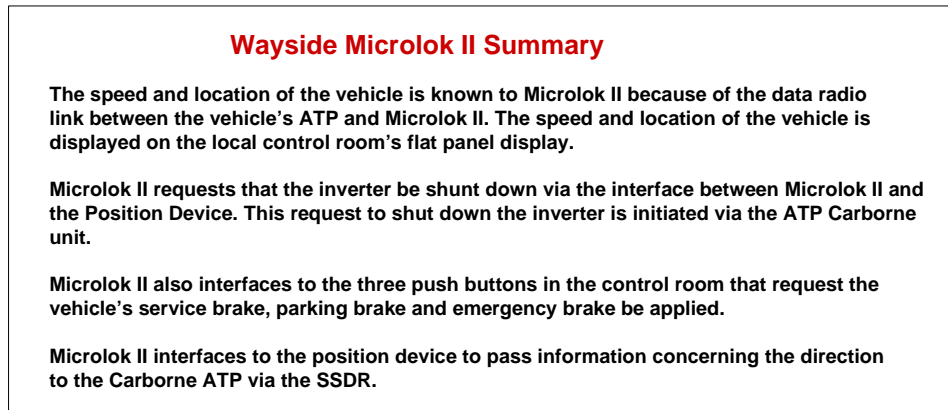 Wayside Microlok II Summary
The speed and location of the vehicle is known to Microlok II because of the data radio
link between the vehicle's ATP and Microlok II. The speed and location of the vehicle is
displayed on the local control room's flat panel display.
Microlok II requests that the inverter be shunt down via the interface between Microlok II and
the Position Device. This request to shut down the inverter is initiated via the ATP Carborne
unit.
Microlok II also interfaces to the three push buttons in the control room that request the
vehicle's service brake, parking brake and emergency brake be applied.
Microlok II interfaces to the position device to pass information concerning the direction
to the Carborne ATP via the SSDR.